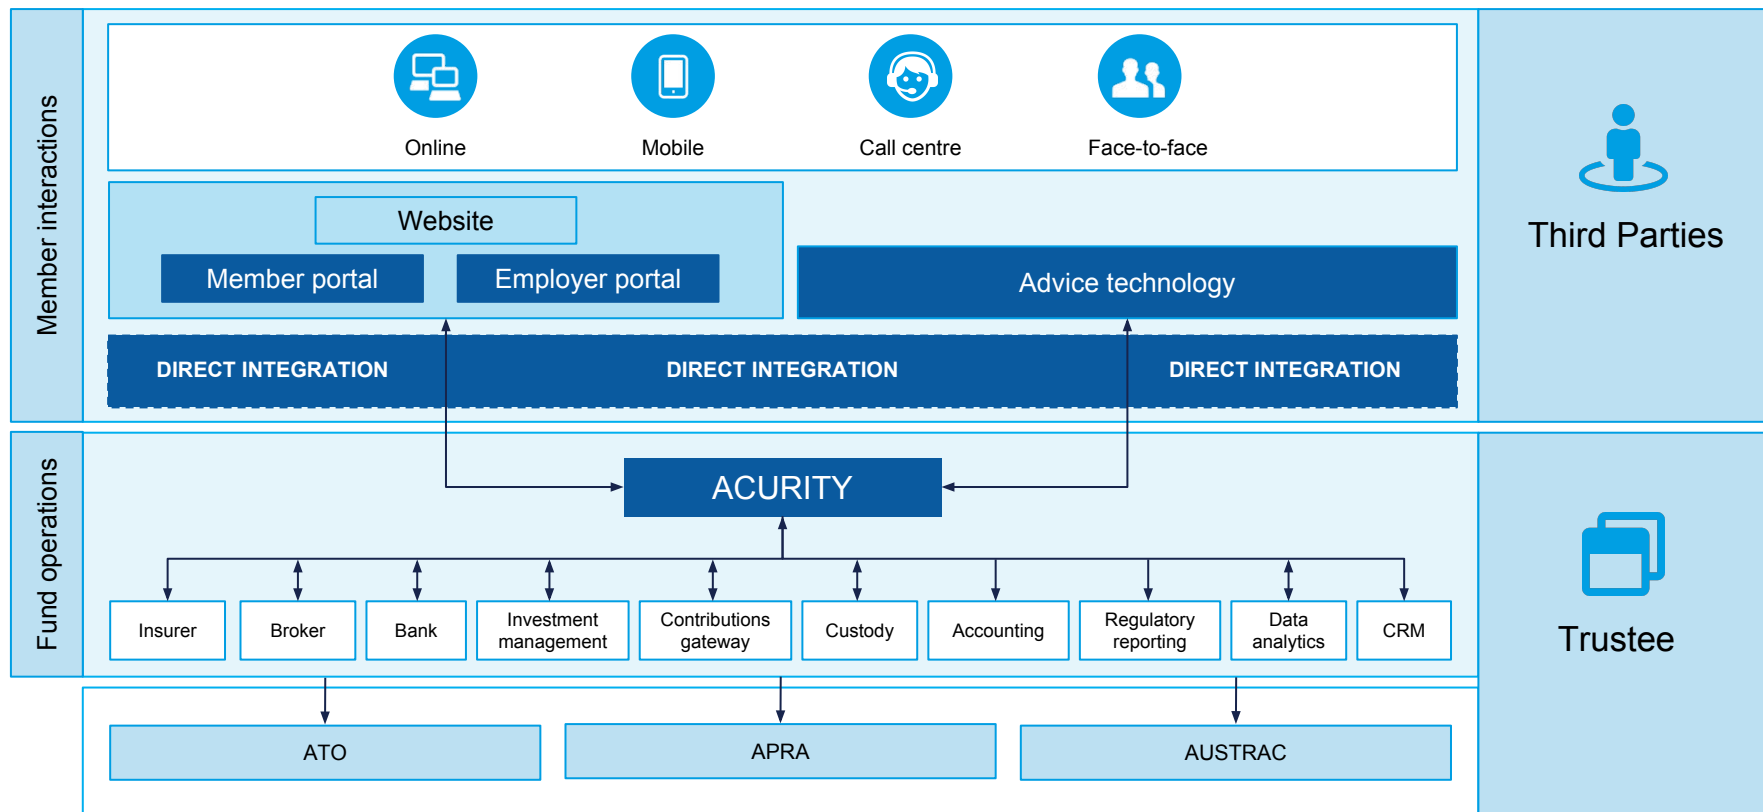 Member interactions
Online
Mobile
Call centre
Face-to-face
Third Parties
Website
Member portal
Employer portal
Advice technology
DIRECT INTEGRATION
DIRECT INTEGRATION
DIRECT INTEGRATION
Fund operations
ACURITY
Insurer
Broker
Bank
Investment
management
Contributions
gateway
Custody
Accounting
Regulatory
reporting
Data
analytics
CRM
Trustee
ATO
APRA
AUSTRAC